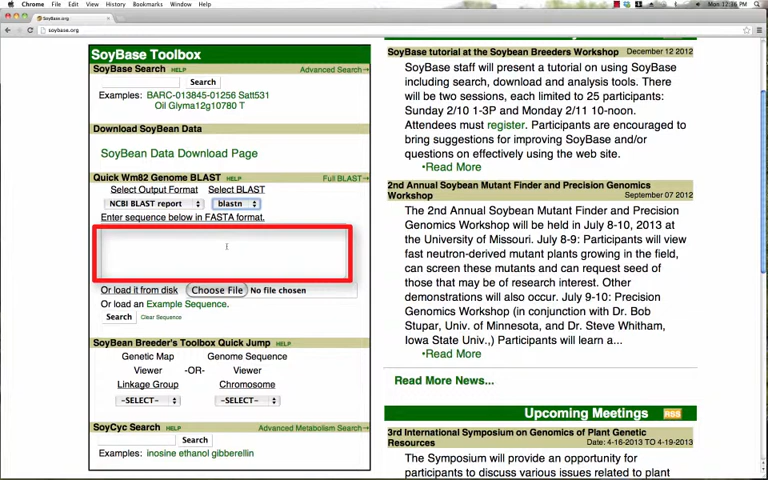 Chrome File Edit View History Bookmarks Window Help
SoyBase.org
soybase.org
SoyBase Toolbox
SoyBase Search HELP Advanced Search→
Search
Examples: BARC-013845-01256 Satt531
Oil Glyma12g10780 T
Download SoyBean Data
SoyBean Data Download Page
Quick Wm82 Genome BLAST HELP Full BLAST→
Select Output Format Select BLAST
NCBI BLAST report blastn
Enter sequence below in FASTA format.
Or load it from disk Choose File No file chosen
Or load an Example Sequence.
Search Clear Sequence
SoyBean Breeder's Toolbox Quick Jump HELP
Genetic Map Genome Sequence
Viewer -OR- Viewer
Linkage Group Chromosome
-SELECT- -SELECT-
SoyCyc Search HELP Advanced Metabolism Search→
Search
Examples: inosine ethanol gibberellin
SoyBase tutorial at the Soybean Breeders Workshop December 12 2012
SoyBase staff will present a tutorial on using SoyBase
including search, download and analysis tools. There
will be two sessions, each limited to 25 participants:
Sunday 2/10 1-3P and Monday 2/11 10-noon.
Attendees must register. Participants are encouraged to
bring suggestions for improving SoyBase and/or
questions on effectively using the web site.
•Read More
2nd Annual Soybean Mutant Finder and Precision Genomics
Workshop September 07 2012
The 2nd Annual Soybean Mutant Finder and Precision
Genomics Workshop will be held in July 8-10, 2013 at
the University of Missouri. July 8-9: Participants will view
fast neutron-derived mutant plants growing in the field,
can screen these mutants and can request seed of
those that may be of research interest. Other
demonstrations will also occur. July 9-10: Precision
Genomics Workshop (in conjunction with Dr. Bob
Stupar, Univ. of Minnesota, and Dr. Steve Whitham,
Iowa State Univ.,) Participants will learn a...
•Read More
Read More News...
Upcoming Meetings RSS
3rd International Symposium on Genomics of Plant Genetic
Resources Date: 4-16-2013 TO 4-19-2013
The Symposium will provide an opportunity for
participants to discuss various issues related to plant